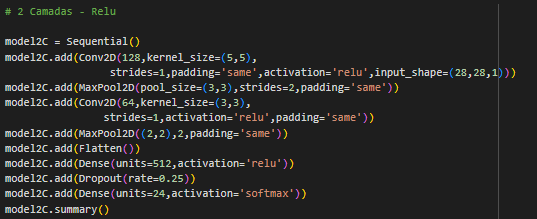 # 2 Camadas - Relu
model2C = Sequential()
model2C.add(Conv2D(128,kernel_size=(5,5),
strides=1,padding='same',activation='relu',input_shape=(28,28,1)))
model2C.add(MaxPool2D(pool_size=(3,3),strides=2,padding='same'))
model2C.add(Conv2D(64,kernel_size=(3,3),
strides=1,activation='relu',padding='same'))
model2C.add(MaxPool2D((2,2),2,padding='same'))
model2C.add(Flatten())
model2C.add(Dense(units=512,activation='relu'))
model2C.add(Dropout(rate=0.25))
model2C.add(Dense(units=24,activation='softmax'))
model2C.summary()